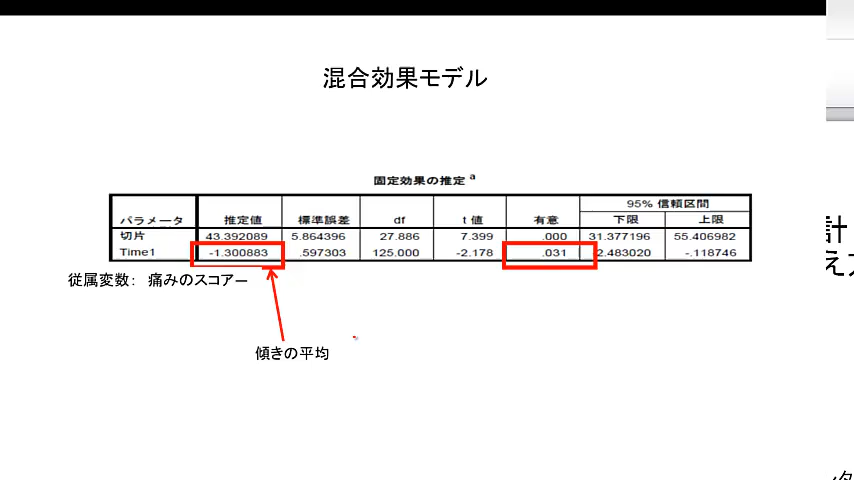 混合効果モデル
固定効果の推定 a
95% 信頼区間
パラメータ 推定値 標準誤差 df t 値 有意 下限 上限
切片 43.392089 5.864396 27.886 7.399 .000 31.377196 55.406982
Time1 -1.300883 .597303 125.000 -2.178 .031 2.483020 -.118746
従属変数： 痛みのスコアー
傾きの平均
計
え